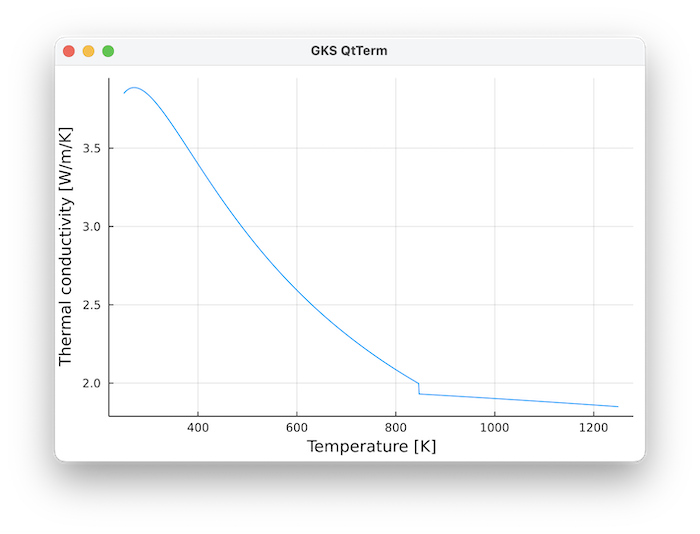 GKS QtTerm
Thermal conductivity [W/m/K]
3.5
3.0
2.5
2.0
400 600 800 1000 1200
Temperature [K]